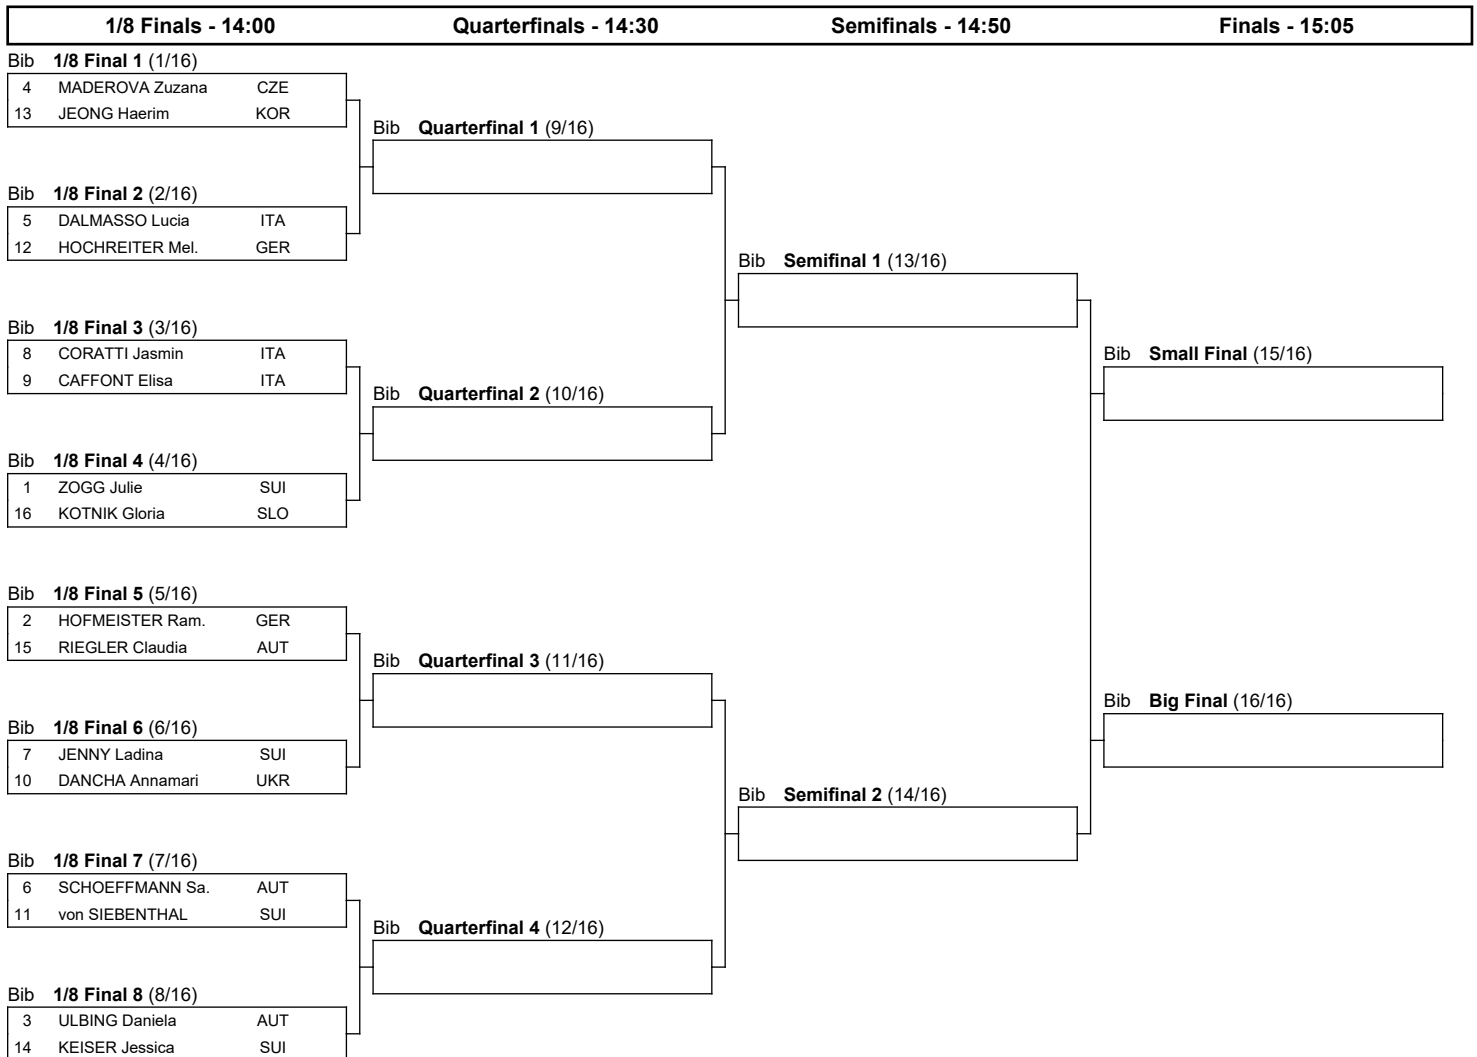 1/8 Finals - 14:00 Quarterfinals - 14:30 Semifinals - 14:50 Finals - 15:05
Bib 1/8 Final 1 (1/16)
4 MADEROVA Zuzana CZE
13 JEONG Haerim KOR
Bib Quarterfinal 1 (9/16)
Bib 1/8 Final 2 (2/16)
5 DALMASSO Lucia ITA
12 HOCHREITER Mel. GER
Bib Semifinal 1 (13/16)
Bib 1/8 Final 3 (3/16)
8 CORATTI Jasmin ITA
Bib Small Final (15/16)
9 CAFFONT Elisa ITA
Bib Quarterfinal 2 (10/16)
Bib 1/8 Final 4 (4/16)
1 ZOGG Julie SUI
16 KOTNIK Gloria SLO
Bib 1/8 Final 5 (5/16)
2 HOFMEISTER Ram. GER
15 RIEGLER Claudia AUT
Bib Quarterfinal 3 (11/16)
Bib Big Final (16/16)
Bib 1/8 Final 6 (6/16)
7 JENNY Ladina SUI
10 DANCHA Annamari UKR
Bib Semifinal 2 (14/16)
Bib 1/8 Final 7 (7/16)
6 SCHOEFFMANN Sa. AUT
11 von SIEBENTHAL SUI
Bib Quarterfinal 4 (12/16)
Bib 1/8 Final 8 (8/16)
3 ULBING Daniela AUT
14 KEISER Jessica SUI